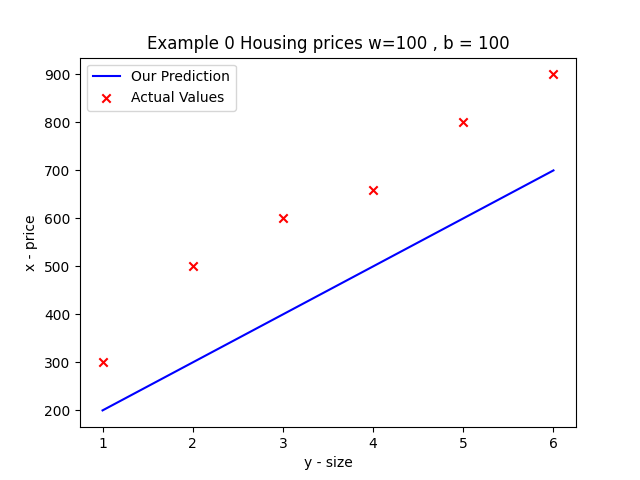 Example 0 Housing prices w=100 , b = 100
Our Prediction
Actual Values
900
800
700
600
500
400
300
200
x - price
1 2 3 4 5 6
y - size